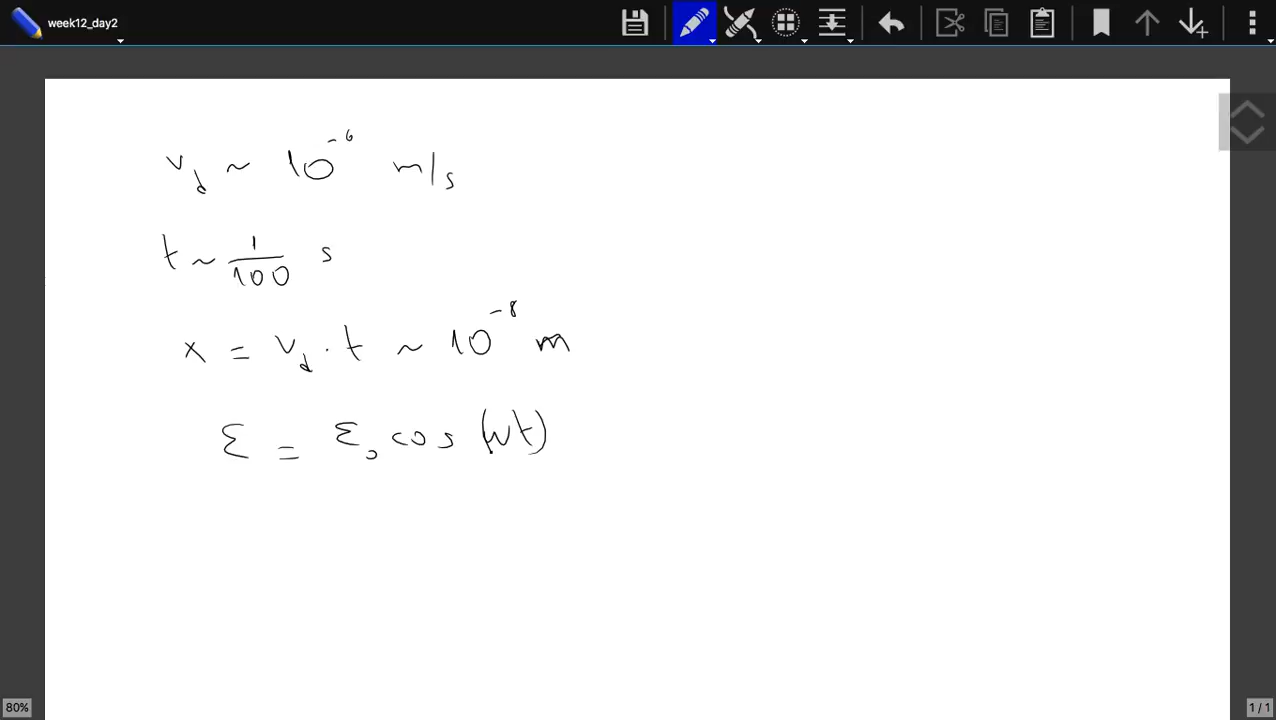 week12_day2
v_d ~ 10^-6 m/s
t ~ 1/100 s
x = v_d · t ~ 10^-8 m
ε = ε_0 cos (ωt)
80%
1 / 1